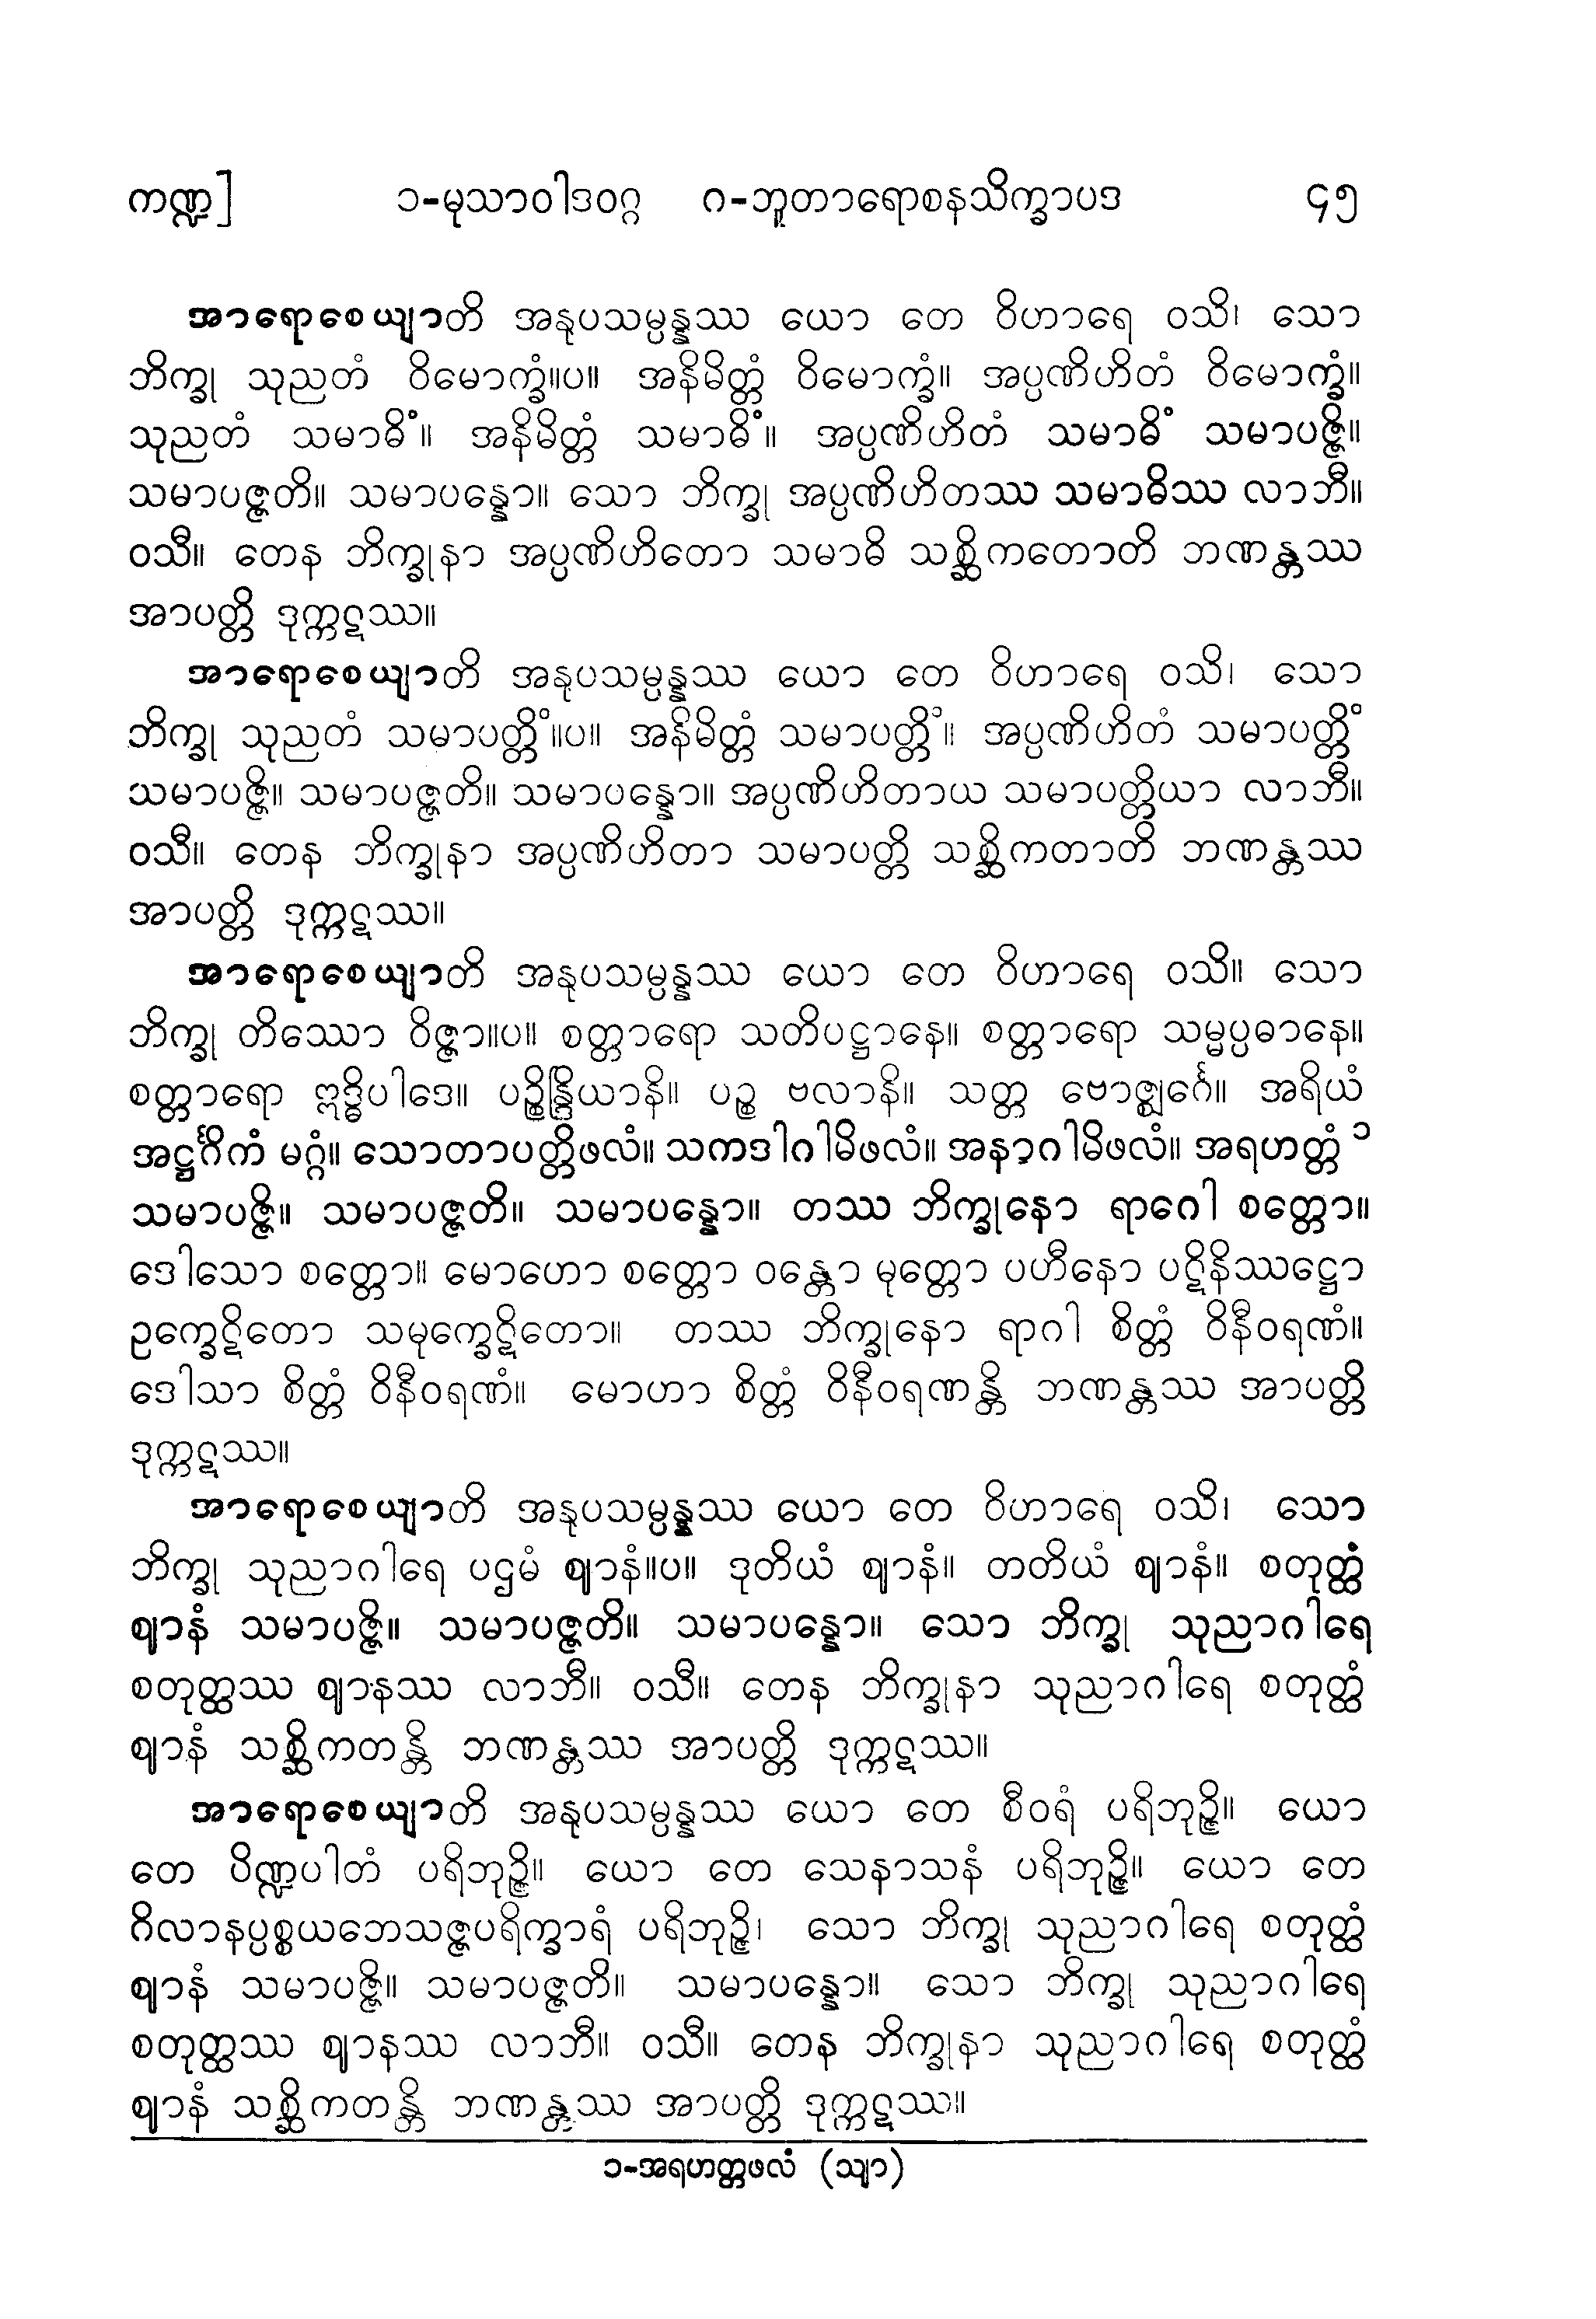 ကဏ္ဍ] ၁-မုသာဝါဒဝဂ္ဂ ဂ-ဘူတာရောစနသိက္ခာပဒ ၄၅
အာရောစေယျာတိ အနုပသမ္ပန္နဿ ယော တေ ဝိဟာရေ ဝသိ၊ သော
ဘိက္ခု သုညတံ ဝိမောက္ခံ။ပ။ အနိမိတ္တံ ဝိမောက္ခံ။ အပ္ပဏိဟိတံ ဝိမောက္ခံ။
သုညတံ သမာဓိံ။ အနိမိတ္တံ သမာဓိံ။ အပ္ပဏိဟိတံ သမာဓိံ သမာပဇ္ဇိ။
သမာပဇ္ဇတိ။ သမာပန္နော။ သော ဘိက္ခု အပ္ပဏိဟိတဿ သမာဓိဿ လာဘီ။
ဝသီ။ တေန ဘိက္ခုနာ အပ္ပဏိဟိတော သမာဓိ သစ္ဆိကတောတိ ဘဏန္တဿ
အာပတ္တိ ဒုက္ကဋဿ။
အာရောစေယျာတိ အနုပသမ္ပန္နဿ ယော တေ ဝိဟာရေ ဝသိ၊ သော
ဘိက္ခု သုညတံ သမာပတ္တိံ။ပ။ အနိမိတ္တံ သမာပတ္တိံ။ အပ္ပဏိဟိတံ သမာပတ္တိံ
သမာပဇ္ဇိ။ သမာပဇ္ဇတိ။ သမာပန္နော။ အပ္ပဏိဟိတာယ သမာပတ္တိယာ လာဘီ။
ဝသီ။ တေန ဘိက္ခုနာ အပ္ပဏိဟိတာ သမာပတ္တိ သစ္ဆိကတာတိ ဘဏန္တဿ
အာပတ္တိ ဒုက္ကဋဿ။
အာရောစေယျာတိ အနုပသမ္ပန္နဿ ယော တေ ဝိဟာရေ ဝသိ။ သော
ဘိက္ခု တိဿော ဝိဇ္ဇာ။ပ။ စတ္တာရော သတိပဋ္ဌာနေ။ စတ္တာရော သမ္မပ္ပဓာနေ။
စတ္တာရော ဣဒ္ဓိပါဒေ။ ပဉ္စိန္ဒြိယာနိ။ ပဉ္စ ဗလာနိ။ သတ္တ ဗောဇ္ဈင်္ဂေ။ အရိယံ
အဋ္ဌင်္ဂိကံ မဂ္ဂံ။ သောတာပတ္တိဖလံ။ သကဒါဂါမိဖလံ။ အနာဂါမိဖလံ။ အရဟတ္တံ ၁
သမာပဇ္ဇိ။ သမာပဇ္ဇတိ။ သမာပန္နော။ တဿ ဘိက္ခုနော ရာဂေါ စတ္တော။
ဒေါသော စတ္တော။ မောဟော စတ္တော ဝန္တော မုတ္တော ပဟီနော ပဋိနိဿဋ္ဌော
ဥက္ခေဋိတော သမုက္ခေဋိတော။ တဿ ဘိက္ခုနော ရာဂါ စိတ္တံ ဝိနီဝရဏံ။
ဒေါသာ စိတ္တံ ဝိနီဝရဏံ။ မောဟာ စိတ္တံ ဝိနီဝရဏန္တိ ဘဏန္တဿ အာပတ္တိ
ဒုက္ကဋဿ။
အာရောစေယျာတိ အနုပသမ္ပန္နဿ ယော တေ ဝိဟာရေ ဝသိ၊ သော
ဘိက္ခု သုညာဂါရေ ပဌမံ ဈာနံ။ပ။ ဒုတိယံ ဈာနံ။ တတိယံ ဈာနံ။ စတုတ္ထံ
ဈာနံ သမာပဇ္ဇိ။ သမာပဇ္ဇတိ။ သမာပန္နော။ သော ဘိက္ခု သုညာဂါရေ
စတုတ္ထဿ ဈာနဿ လာဘီ။ ဝသီ။ တေန ဘိက္ခုနာ သုညာဂါရေ စတုတ္ထံ
ဈာနံ သစ္ဆိကတန္တိ ဘဏန္တဿ အာပတ္တိ ဒုက္ကဋဿ။
အာရောစေယျာတိ အနုပသမ္ပန္နဿ ယော တေ စီဝရံ ပရိဘုဉ္ဇိ။ ယော
တေ ပိဏ္ဍပါတံ ပရိဘုဉ္ဇိ။ ယော တေ သေနာသနံ ပရိဘုဉ္ဇိ။ ယော တေ
ဂိလာနပ္ပစ္စယဘေသဇ္ဇပရိက္ခာရံ ပရိဘုဉ္ဇိ၊ သော ဘိက္ခု သုညာဂါရေ စတုတ္ထံ
ဈာနံ သမာပဇ္ဇိ။ သမာပဇ္ဇတိ။ သမာပန္နော။ သော ဘိက္ခု သုညာဂါရေ
စတုတ္ထဿ ဈာနဿ လာဘီ။ ဝသီ။ တေန ဘိက္ခုနာ သုညာဂါရေ စတုတ္ထံ
ဈာနံ သစ္ဆိကတန္တိ ဘဏန္တဿ အာပတ္တိ ဒုက္ကဋဿ။
၁-အရဟတ္တဖလံ (သျာ)